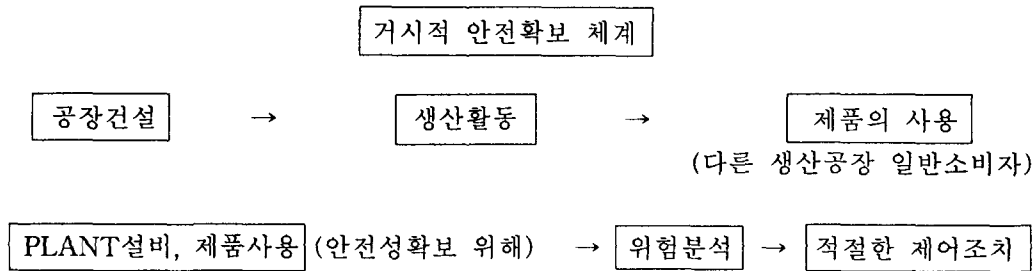 거시적 안전확보 체계
공장건설 → 생산활동 → 제품의 사용
(다른 생산공장 일반소비자)
PLANT설비, 제품사용 (안전성확보 위해) → 위험분석 → 적절한 제어조치